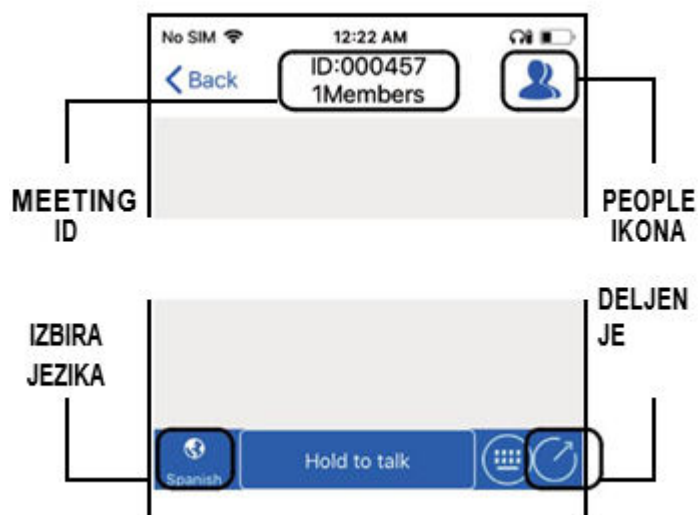 No SIM 12:22 AM
Back
ID:000457
1Members
MEETING
ID
PEOPLE
IKONA
IZBIRA
JEZIKA
DELJEN
JE
Spanish
Hold to talk